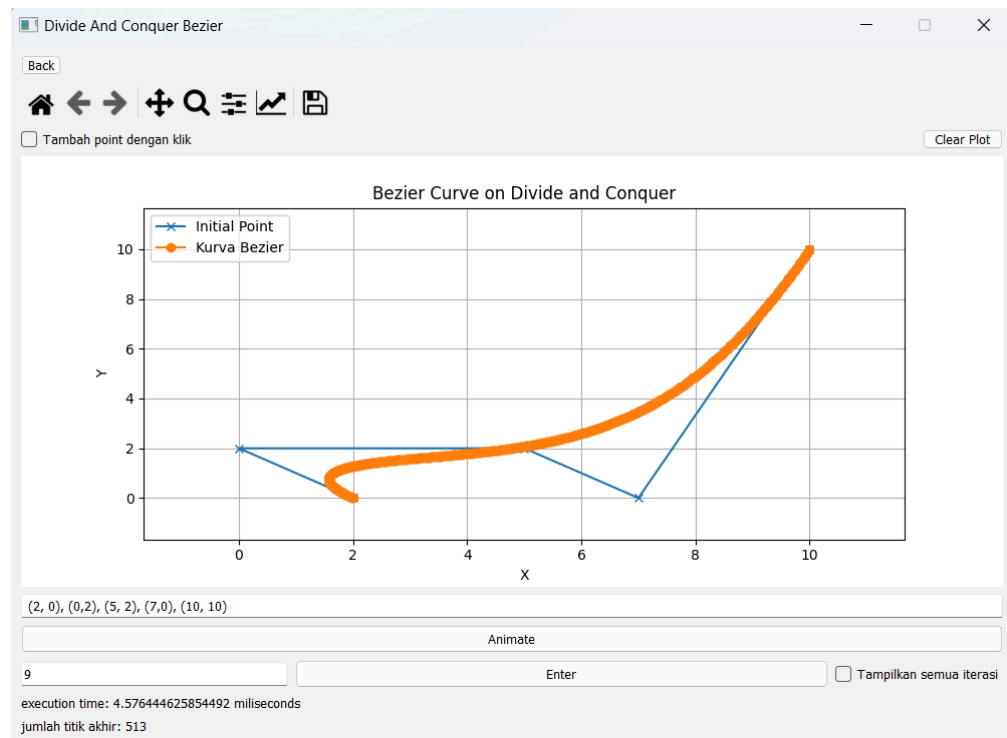 Divide And Conquer Bezier
Back
Tambah point dengan klik
Clear Plot
Bezier Curve on Divide and Conquer
Initial Point
Kurva Bezier
10
8
6
4
2
0
Y
0 2 4 6 8 10
X
(2, 0), (0,2), (5, 2), (7,0), (10, 10)
Animate
9
Enter
Tampilkan semua iterasi
execution time: 4.576444625854492 miliseconds
jumlah titik akhir: 513